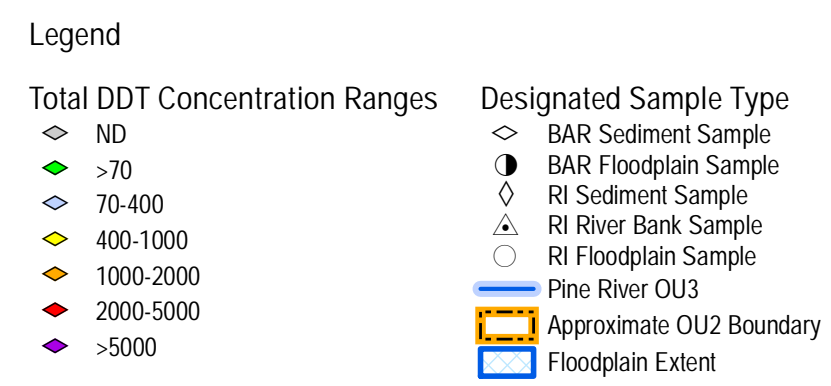 Legend
Total DDT Concentration Ranges
ND
>70
70-400
400-1000
1000-2000
2000-5000
>5000
Designated Sample Type
BAR Sediment Sample
BAR Floodplain Sample
RI Sediment Sample
RI River Bank Sample
RI Floodplain Sample
Pine River OU3
Approximate OU2 Boundary
Floodplain Extent